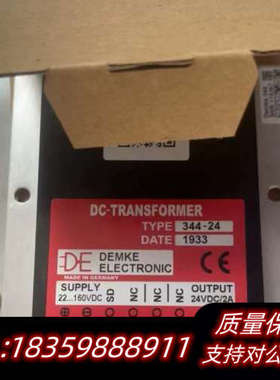 DC-TRANSFORMER
TYPE 344-24
DATE 1933
DE DEMKE ELECTRONIC
MADE IN GERMANY
SUPPLY SD NC NC NC OUTPUT
22...160VDC 24VDC/2A
质量保
:18359888911 支持对公